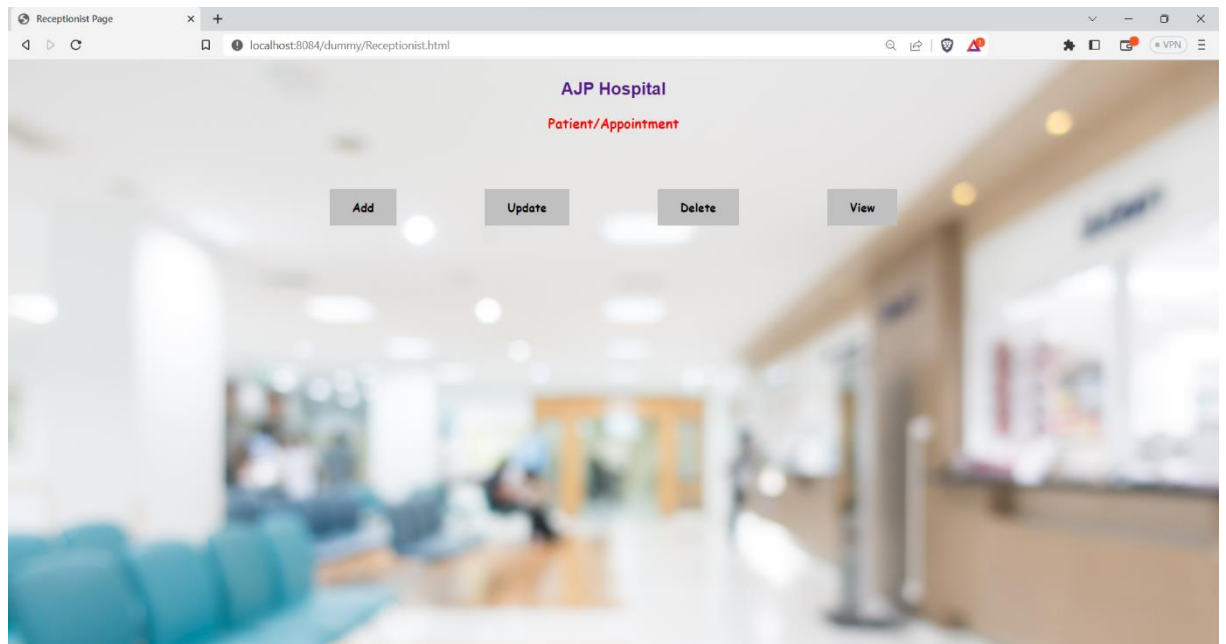 Receptionist Page
localhost:8084/dummy/Receptionist.html
VPN
AJP Hospital
Patient/Appointment
Add Update Delete View